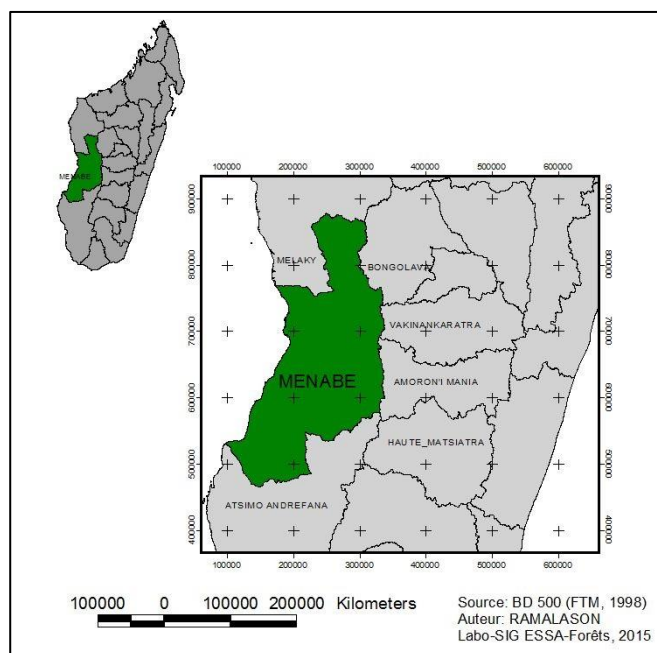 MENABE
100000 200000 300000 400000 500000 600000
900000
800000
700000
600000
500000
400000
MELAKY
BONGOLAVA
VAKINANKARATRA
MENABE
AMORON'I MANIA
HAUTE_MATSIATRA
ATSIMO ANDREFANA
900000
800000
700000
600000
500000
400000
100000 200000 300000 400000 500000 600000
100000 0 100000 200000 Kilometers
Source: BD 500 (FTM, 1998)
Auteur: RAMALASON
Labo-SIG ESSA-Forêts, 2015